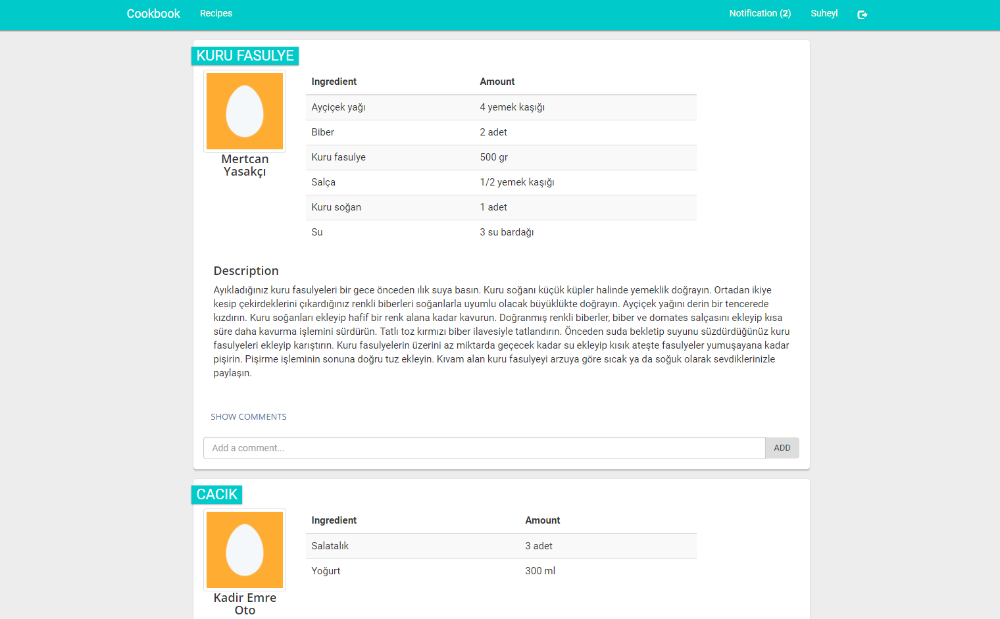 Cookbook Recipes Notification (2) Suheyl
KURU FASULYE
Mertcan
Yasakçı
Ingredient Amount
Ayçiçek yağı 4 yemek kaşığı
Biber 2 adet
Kuru fasulye 500 gr
Salça 1/2 yemek kaşığı
Kuru soğan 1 adet
Su 3 su bardağı
Description
Ayıkladığınız kuru fasulyeleri bir gece önceden ılık suya basın. Kuru soğanı küçük küpler halinde yemeklik doğrayın. Ortadan ikiye
kesip çekirdeklerini çıkardığınız renkli biberleri soğanlarla uyumlu olacak büyüklükte doğrayın. Ayçiçek yağını derin bir tencerede
kızdırın. Kuru soğanları ekleyip hafif bir renk alana kadar kavurun. Doğranmış renkli biberler, biber ve domates salçasını ekleyip kısa
süre daha kavurma işlemini sürdürün. Tatlı toz kırmızı biber ilavesiyle tatlandırın. Önceden suda bekletip suyunu süzdürdüğünüz kuru
fasulyeleri ekleyip karıştırın. Kuru fasulyelerin üzerini az miktarda geçecek kadar su ekleyip kısık ateşte fasulyeler yumuşayana kadar
pişirin. Pişirme işleminin sonuna doğru tuz ekleyin. Kıvam alan kuru fasulyeyi arzuya göre sıcak ya da soğuk olarak sevdiklerinizle
paylaşın.
SHOW COMMENTS
Add a comment... ADD
CACIK
Kadir Emre
Oto
Ingredient Amount
Salatalık 3 adet
Yoğurt 300 ml